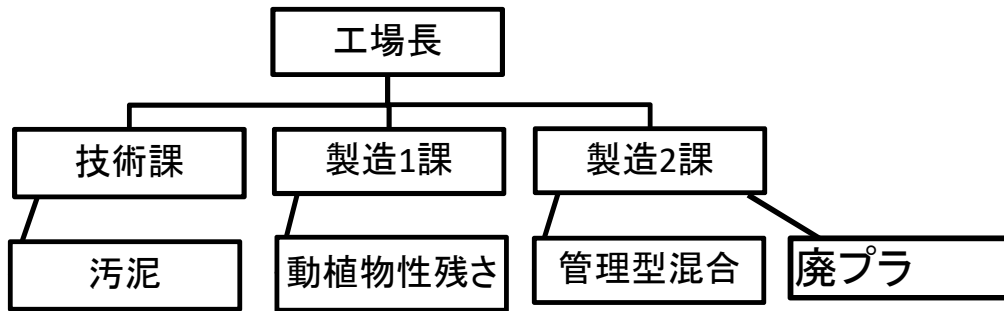 工場長
技術課
製造1課
製造2課
汚泥
動植物性残さ
管理型混合
廃プラ